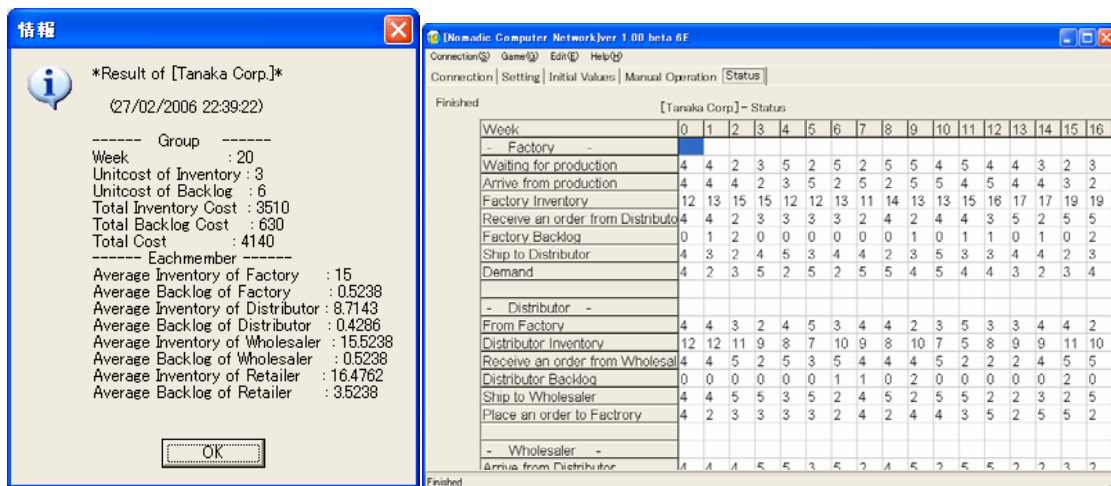 情報
*Result of [Tanaka Corp.]*
(27/02/2006 22:39:22)
------ Group ------
Week : 20
Unitcost of Inventory : 3
Unitcost of Backlog : 6
Total Inventory Cost : 3510
Total Backlog Cost : 630
Total Cost : 4140
------ Eachmember ------
Average Inventory of Factory : 15
Average Backlog of Factory : 0.5238
Average Inventory of Distributor : 8.7143
Average Backlog of Distributor : 0.4286
Average Inventory of Wholesaler : 15.5238
Average Backlog of Wholesaler : 0.5238
Average Inventory of Retailer : 16.4762
Average Backlog of Retailer : 3.5238
OK
[Nomadic Computer Network]ver 1.00 beta 6E
Connection(S) Game(G) Edit(E) Help(H)
Connection Setting Initial Values Manual Operation Status
Finished [Tanaka Corp.]- Status
Week 0 1 2 3 4 5 6 7 8 9 10 11 12 13 14 15 16
- Factory -
Waiting for production 4 4 2 3 5 2 5 2 5 5 4 5 4 4 3 2 3
Arrive from production 4 4 4 2 3 5 2 5 2 5 5 4 5 4 4 3 2
Factory Inventory 12 13 15 15 12 12 13 11 14 13 13 15 16 17 17 19 19
Receive an order from Distributo 4 4 2 3 3 3 3 2 4 2 4 4 3 5 2 5 5
Factory Backlog 0 1 2 0 0 0 0 0 0 1 0 1 1 0 1 0 2
Ship to Distributor 4 3 2 4 5 3 4 4 2 3 5 3 3 4 4 2 3
Demand 4 2 3 5 2 5 2 5 5 4 5 4 4 3 2 3 4
- Distributor -
From Factory 4 4 3 2 4 5 3 4 4 2 3 5 3 3 4 4 2
Distributor Inventory 12 12 11 9 8 7 10 9 8 10 7 5 8 9 9 11 10
Receive an order from Wholesal 4 4 5 2 5 3 5 4 4 4 5 2 2 2 4 5 5
Distributor Backlog 0 0 0 0 0 0 1 1 0 2 0 0 0 0 0 2 0
Ship to Wholesaler 4 4 5 5 3 5 2 4 5 2 5 5 2 2 3 2 5
Place an order to Factrory 4 2 3 3 3 3 2 4 2 4 4 3 5 2 5 5 2
- Wholesaler -
Arrive from Distributor 4 4 4 5 5 3 5 2 4 5 2 5 5 2 2 3 2
Finished